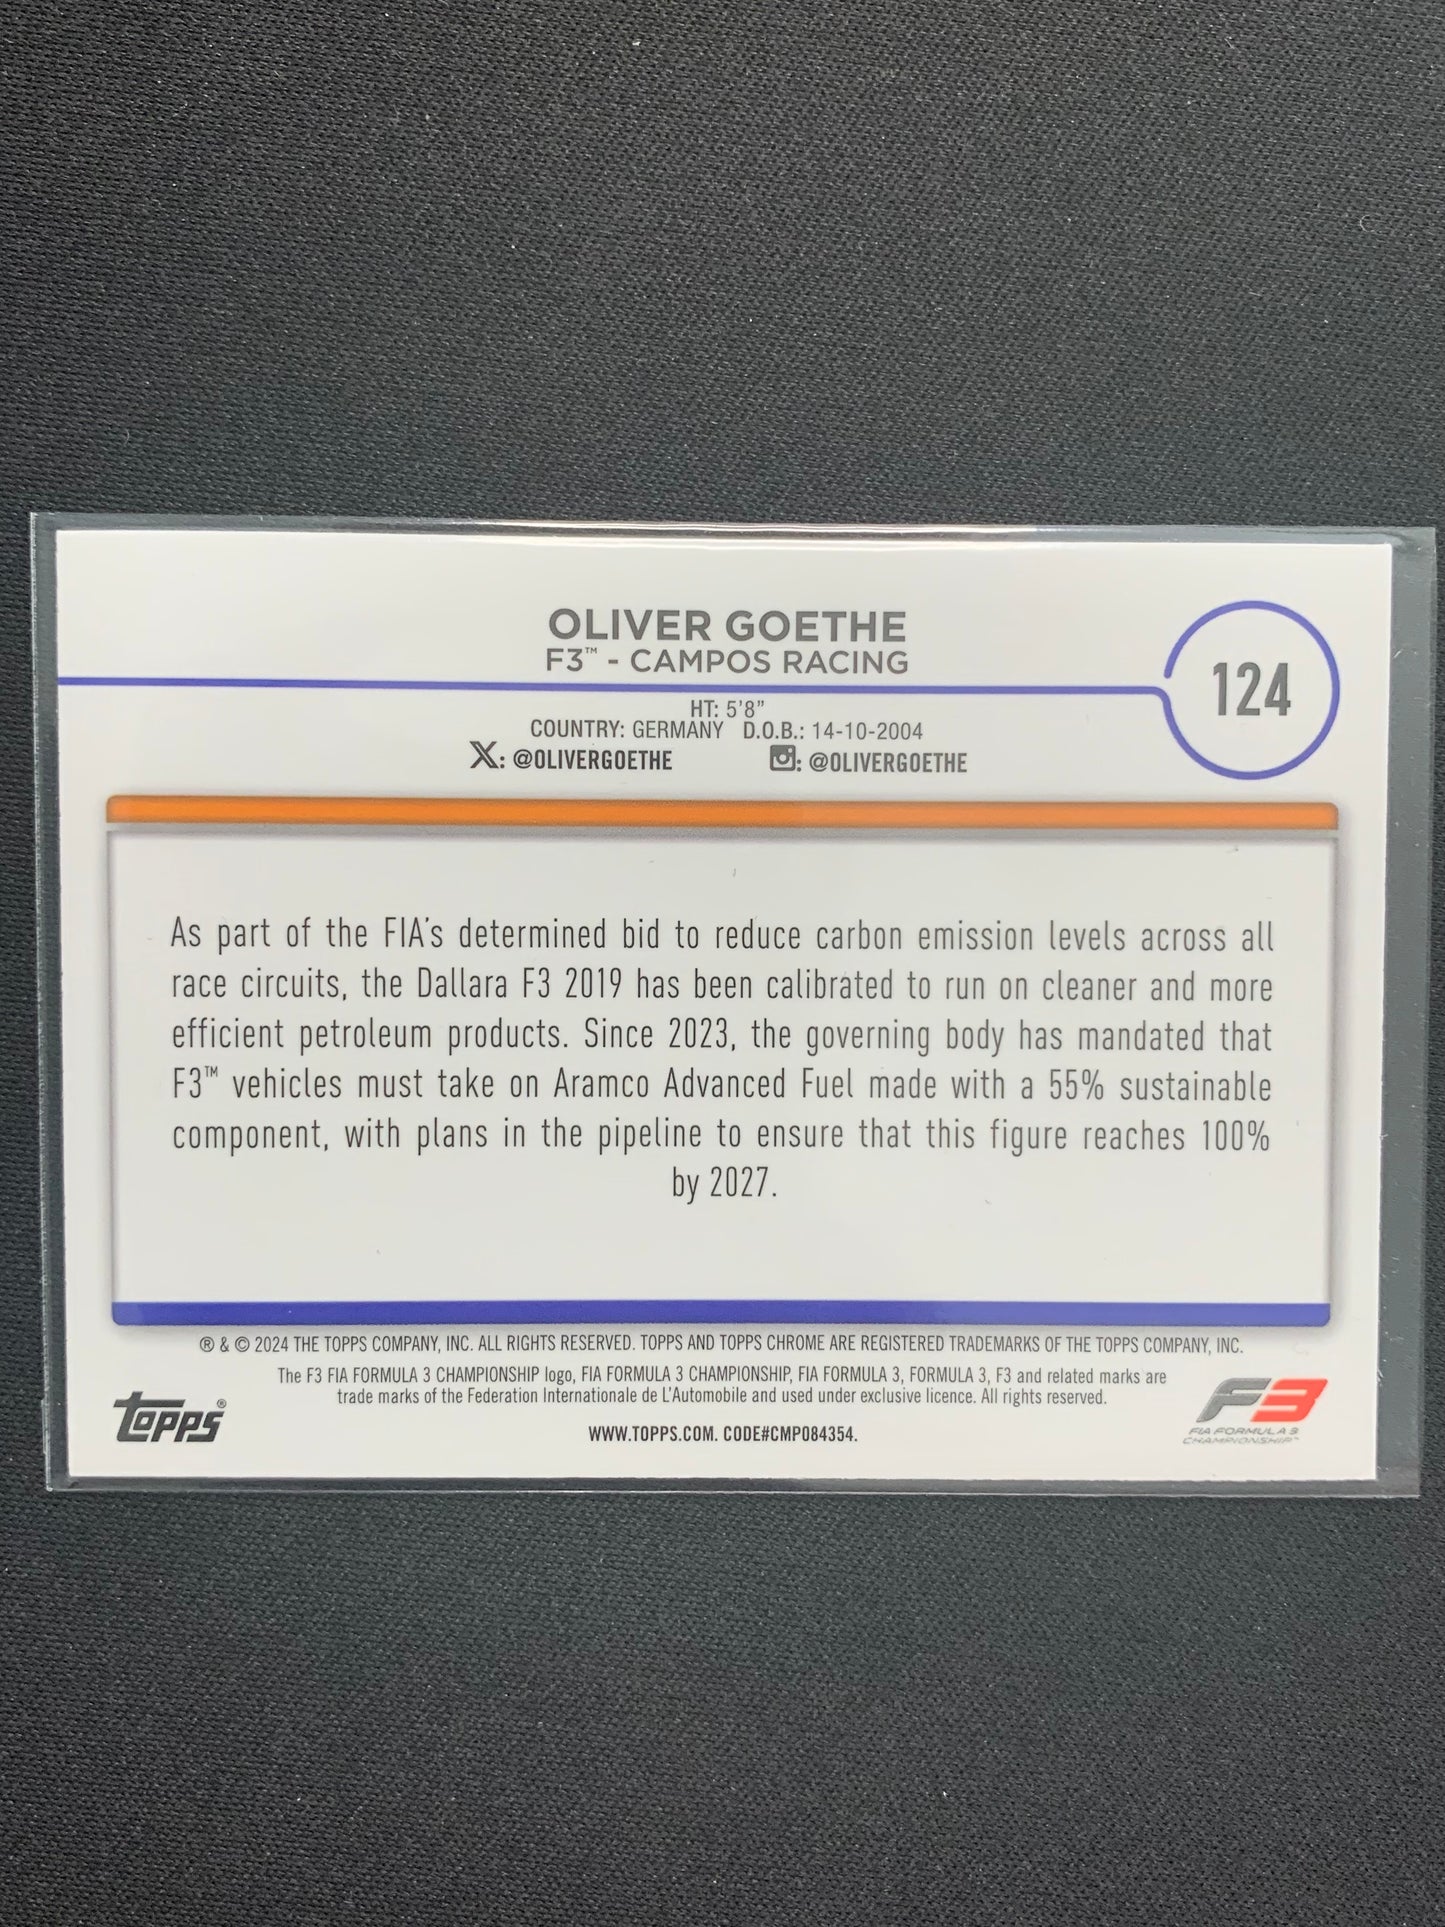 OLIVER GOETHE
F3™ - CAMPOS RACING
124
HT: 5'8"
COUNTRY: GERMANY D.O.B.: 14-10-2004
X: @OLIVERGOETHE : @OLIVERGOETHE
As part of the FIA's determined bid to reduce carbon emission levels across all
race circuits, the Dallara F3 2019 has been calibrated to run on cleaner and more
efficient petroleum products. Since 2023, the governing body has mandated that
F3™ vehicles must take on Aramco Advanced Fuel made with a 55% sustainable
component, with plans in the pipeline to ensure that this figure reaches 100%
by 2027.
® & © 2024 THE TOPPS COMPANY, INC. ALL RIGHTS RESERVED. TOPPS AND TOPPS CHROME ARE REGISTERED TRADEMARKS OF THE TOPPS COMPANY, INC.
The F3 FIA FORMULA 3 CHAMPIONSHIP logo, FIA FORMULA 3 CHAMPIONSHIP, FIA FORMULA 3, FORMULA 3, F3 and related marks are
trade marks of the Federation Internationale de L'Automobile and used under exclusive licence. All rights reserved.
WWW.TOPPS.COM. CODE#CMP084354.
Topps®
F3
FIA FORMULA 3
CHAMPIONSHIP™